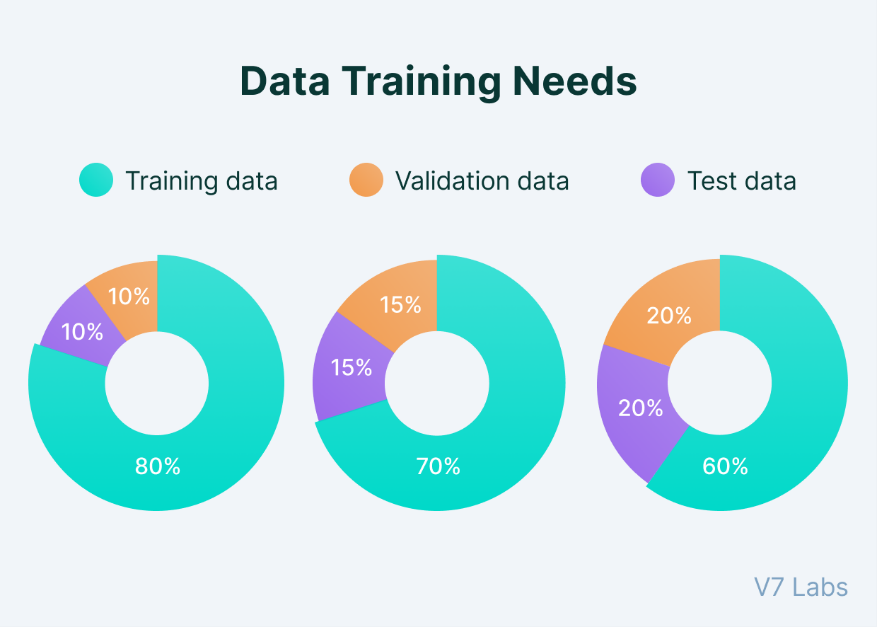 Data Training Needs
Training data
Validation data
Test data
10%
10%
80%
15%
15%
70%
20%
20%
60%
V7 Labs